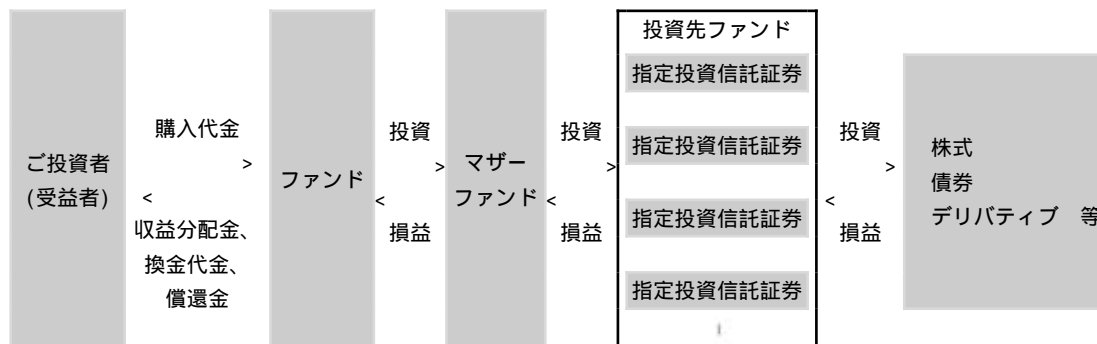 ご投資者
(受益者)
購入代金
>
<
収益分配金、
換金代金、
償還金
ファンド
投資
>
<
損益
マザー
ファンド
投資
>
<
損益
投資先ファンド
指定投資信託証券
指定投資信託証券
指定投資信託証券
指定投資信託証券
投資
>
<
損益
株式
債券
デリバティブ　等